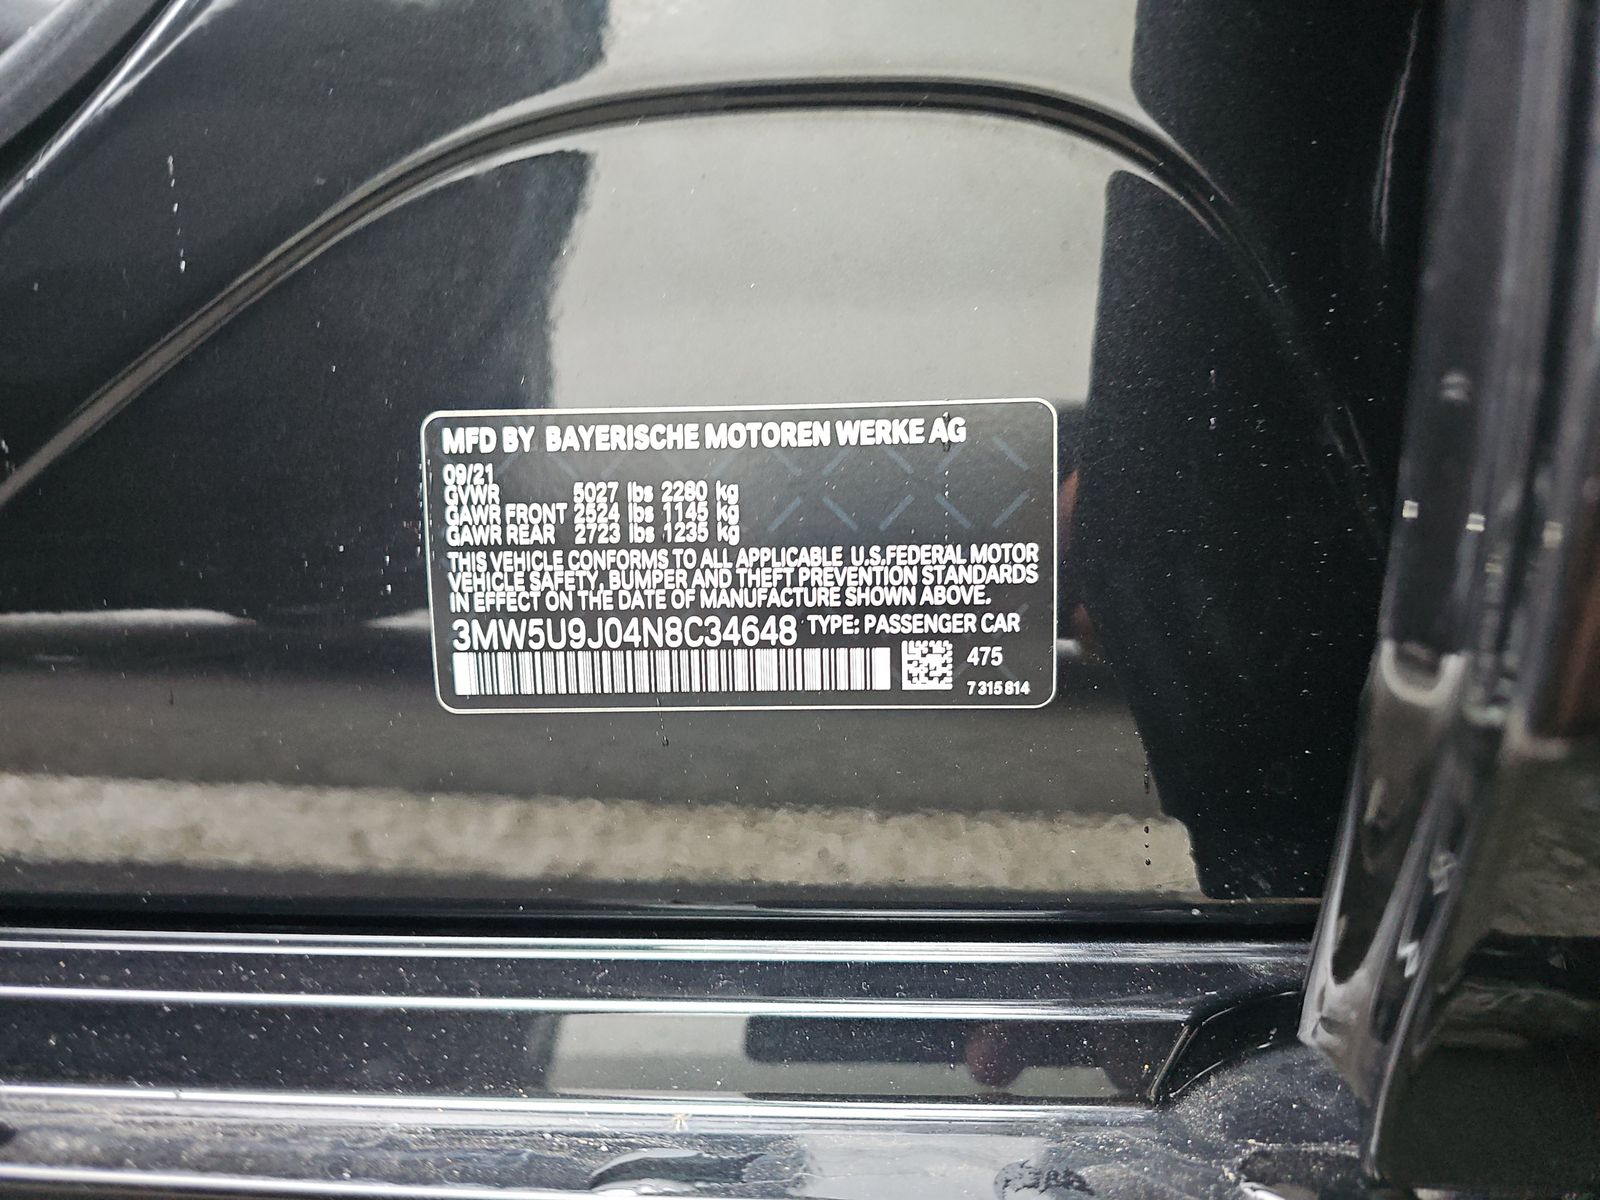 MFD BY BAYERISCHE MOTOREN WERKE AG
09/21
GVWR 5027 lbs 2280 kg
GAWR FRONT 2524 lbs 1145 kg
GAWR REAR 2723 lbs 1235 kg
THIS VEHICLE CONFORMS TO ALL APPLICABLE U.S.FEDERAL MOTOR
VEHICLE SAFETY, BUMPER AND THEFT PREVENTION STANDARDS
IN EFFECT ON THE DATE OF MANUFACTURE SHOWN ABOVE.
3MW5U9J04N8C34648 TYPE: PASSENGER CAR
475
7 315 814